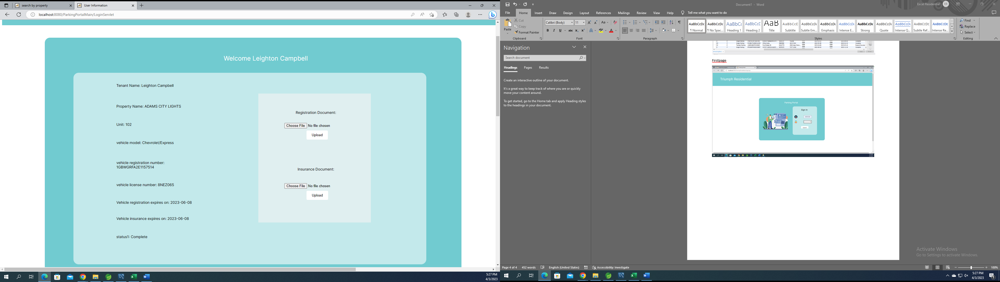 search by property
User Information
localhost:8080/ParkingPortalMain/LoginServlet
Welcome Leighton Campbell
Tenant Name: Leighton Campbell
Property Name: ADAMS CITY LIGHTS
Unit: 102
vehicle model: Chevrolet/Express
vehicle registration number:
1GBWGRFA2E1157514
vehicle license number: 8NEZ065
Vehicle registration expires on: 2023-06-08
Vehicle insurance expires on: 2023-06-08
status1: Complete
Registration Document:
Choose File No file chosen
Upload
Insurance Document:
Choose File No file chosen
Upload
5:27 PM
4/3/2023
Document1 - Word
Excel Residential ER
File Home Insert Draw Design Layout References Mailings Review View Help Tell me what you want to do
Paste
Cut
Copy
Format Painter
Clipboard
Calibri (Body) 11
Font
Paragraph
AaBbCcDc AaBbCcDc AaBbC( AaBbCcD AaB AaBbCcD AaBbCcDc AaBbCcDc AaBbCcDc AaBbCcDc AaBbCcDc AaBbCcDc AaBbCcDc AaBbCcDc
¶ Normal ¶ No Spac... Heading 1 Heading 2 Title Subtitle Subtle Em... Emphasis Intense E... Strong Quote Intense Q... Subtle Ref... Intense Re...
Styles
Find
Replace
Select
Editing
Navigation
Search document
Headings Pages Results
Create an interactive outline of your document.
It's a great way to keep track of where you are or quickly
move your content around.
To get started, go to the Home tab and apply Heading styles
to the headings in your document.
Firstpage
Triumph Residential
Parking Portal
Sign In
Activate Windows
Go to Settings to activate Windows.
Page 4 of 4 452 words English (United States) Accessibility: Investigate
100%
5:27 PM
4/3/2023